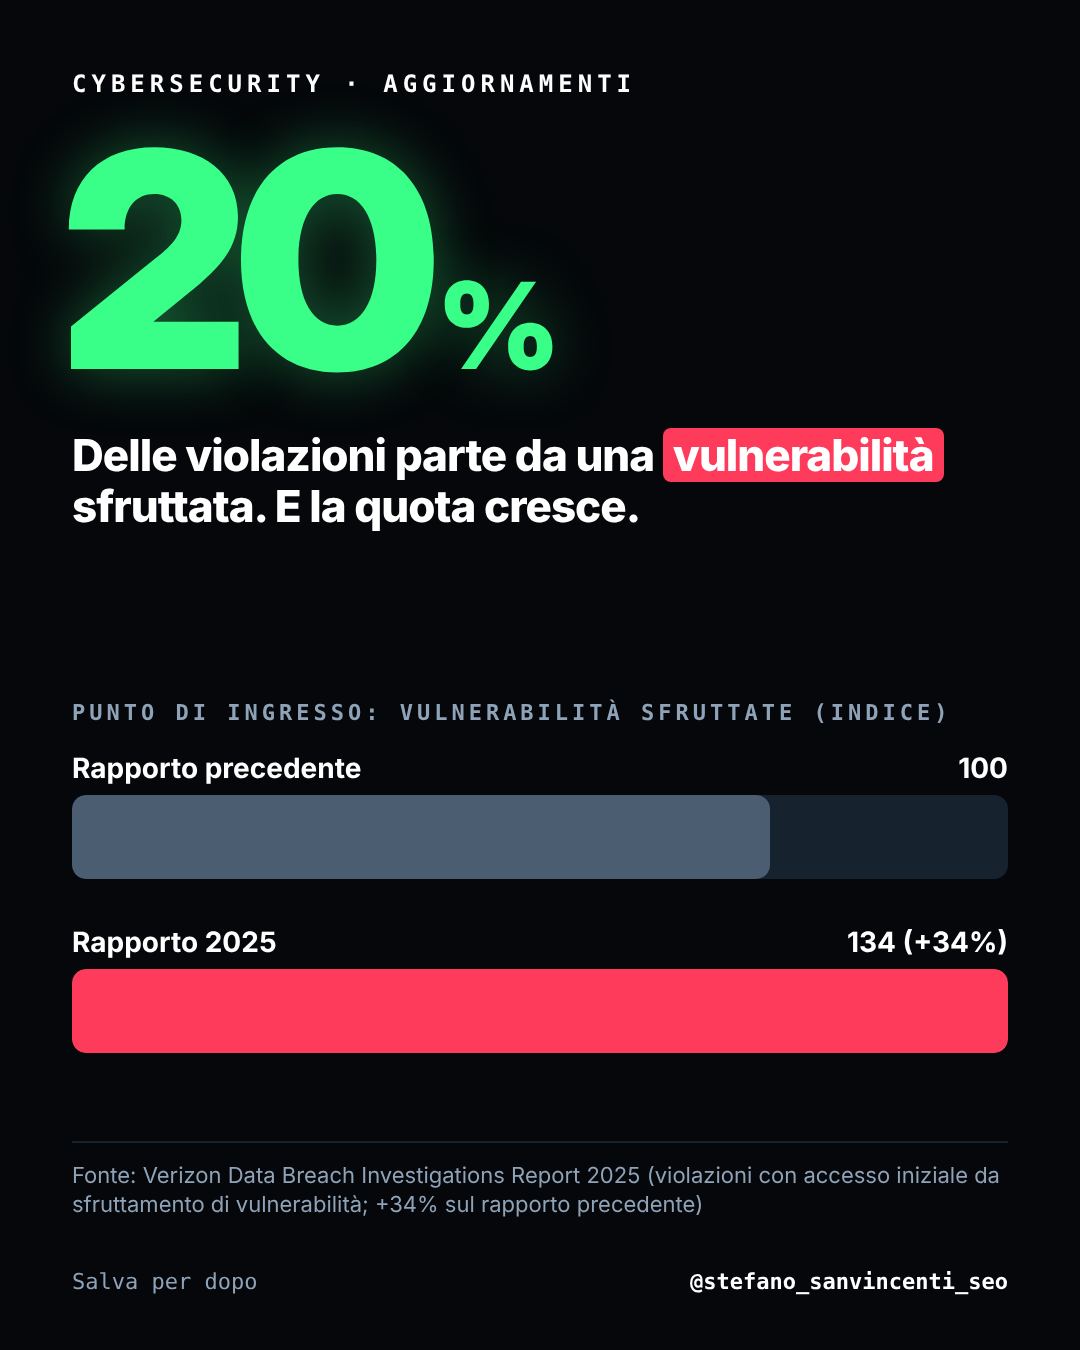 CYBERSECURITY · AGGIORNAMENTI
20%
Delle violazioni parte da una vulnerabilità
sfruttata. E la quota cresce.
PUNTO DI INGRESSO: VULNERABILITÀ SFRUTTATE (INDICE)
Rapporto precedente 100
Rapporto 2025 134 (+34%)
Fonte: Verizon Data Breach Investigations Report 2025 (violazioni con accesso iniziale da
sfruttamento di vulnerabilità; +34% sul rapporto precedente)
Salva per dopo @stefano_sanvincenti_seo